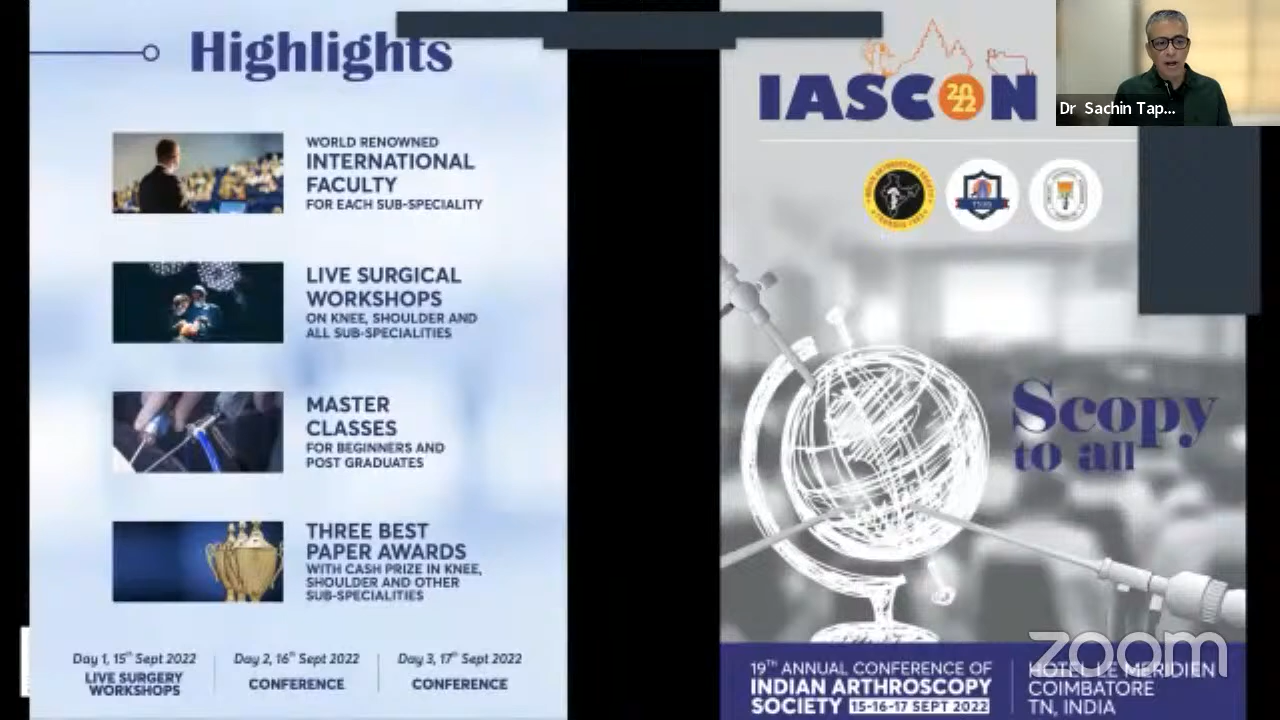 Highlights
WORLD RENOWNED
INTERNATIONAL
FACULTY
FOR EACH SUB-SPECIALITY
LIVE SURGICAL
WORKSHOPS
ON KNEE, SHOULDER AND
ALL SUB-SPECIALITIES
MASTER
CLASSES
FOR BEGINNERS AND
POST GRADUATES
THREE BEST
PAPER AWARDS
WITH CASH PRIZE IN KNEE,
SHOULDER AND OTHER
SUB-SPECIALITIES
Day 1, 15th Sept 2022
LIVE SURGERY
WORKSHOPS
Day 2, 16th Sept 2022
CONFERENCE
Day 3, 17th Sept 2022
CONFERENCE
IASCON
2022
Scopy
to all
19TH ANNUAL CONFERENCE OF
INDIAN ARTHROSCOPY
SOCIETY 15-16-17 SEPT 2022
HOTEL LE MERIDIEN
COIMBATORE
TN, INDIA
Dr Sachin Tap...
zoom